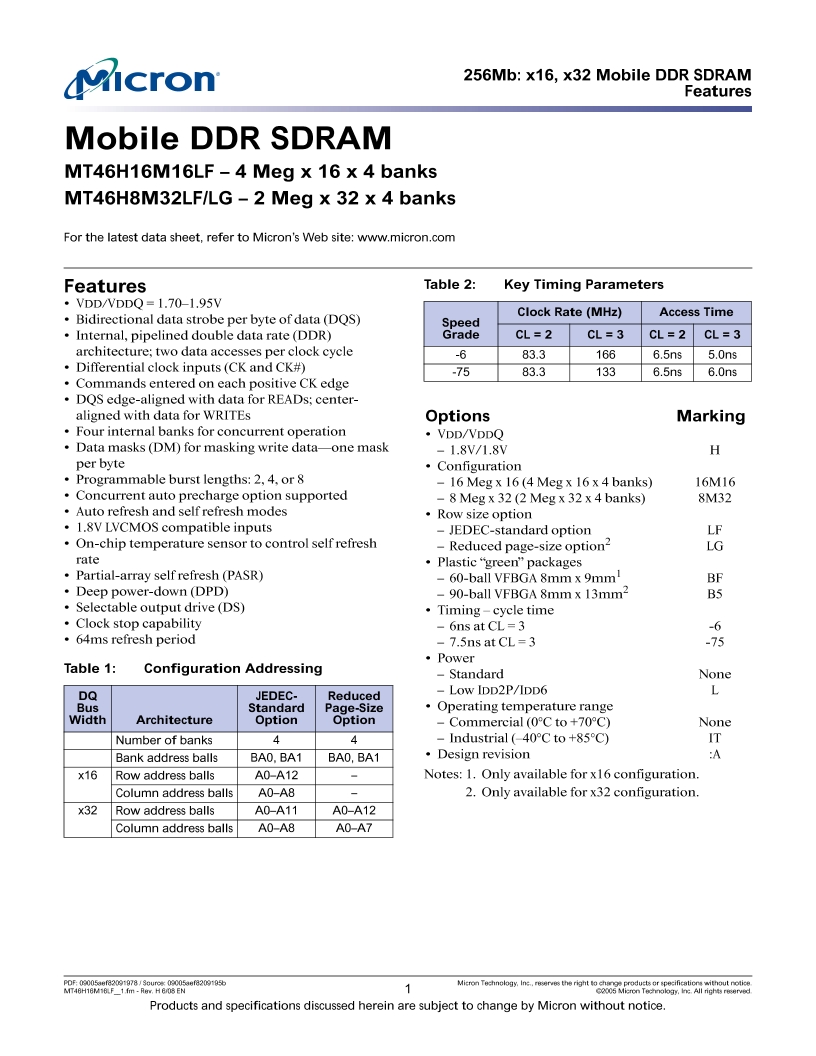 Micron®
256Mb: x16, x32 Mobile DDR SDRAM
Features
Mobile DDR SDRAM
MT46H16M16LF – 4 Meg x 16 x 4 banks
MT46H8M32LF/LG – 2 Meg x 32 x 4 banks
For the latest data sheet, refer to Micron's Web site: www.micron.com
Features
• VDD/VDDQ = 1.70–1.95V
• Bidirectional data strobe per byte of data (DQS)
• Internal, pipelined double data rate (DDR)
architecture; two data accesses per clock cycle
• Differential clock inputs (CK and CK#)
• Commands entered on each positive CK edge
• DQS edge-aligned with data for READs; center-
aligned with data for WRITEs
• Four internal banks for concurrent operation
• Data masks (DM) for masking write data—one mask
per byte
• Programmable burst lengths: 2, 4, or 8
• Concurrent auto precharge option supported
• Auto refresh and self refresh modes
• 1.8V LVCMOS compatible inputs
• On-chip temperature sensor to control self refresh
rate
• Partial-array self refresh (PASR)
• Deep power-down (DPD)
• Selectable output drive (DS)
• Clock stop capability
• 64ms refresh period
Table 1: Configuration Addressing
DQ Bus Width Architecture JEDEC-Standard Option Reduced Page-Size Option
Number of banks 4 4
Bank address balls BA0, BA1 BA0, BA1
x16 Row address balls A0–A12 –
Column address balls A0–A8 –
x32 Row address balls A0–A11 A0–A12
Column address balls A0–A8 A0–A7
Table 2: Key Timing Parameters
Speed Grade Clock Rate (MHz) Access Time
CL = 2 CL = 3 CL = 2 CL = 3
-6 83.3 166 6.5ns 5.0ns
-75 83.3 133 6.5ns 6.0ns
Options Marking
• VDD/VDDQ
– 1.8V/1.8V H
• Configuration
– 16 Meg x 16 (4 Meg x 16 x 4 banks) 16M16
– 8 Meg x 32 (2 Meg x 32 x 4 banks) 8M32
• Row size option
– JEDEC-standard option LF
– Reduced page-size option2 LG
• Plastic “green” packages
– 60-ball VFBGA 8mm x 9mm1 BF
– 90-ball VFBGA 8mm x 13mm2 B5
• Timing – cycle time
– 6ns at CL = 3 -6
– 7.5ns at CL = 3 -75
• Power
– Standard None
– Low IDD2P/IDD6 L
• Operating temperature range
– Commercial (0°C to +70°C) None
– Industrial (–40°C to +85°C) IT
• Design revision :A
Notes: 1. Only available for x16 configuration.
2. Only available for x32 configuration.
PDF: 09005aef82091978 / Source: 09005aef8209195b
MT46H16M16LF__1.fm - Rev. H 6/08 EN
1
Micron Technology, Inc., reserves the right to change products or specifications without notice.
©2005 Micron Technology, Inc. All rights reserved.
Products and specifications discussed herein are subject to change by Micron without notice.